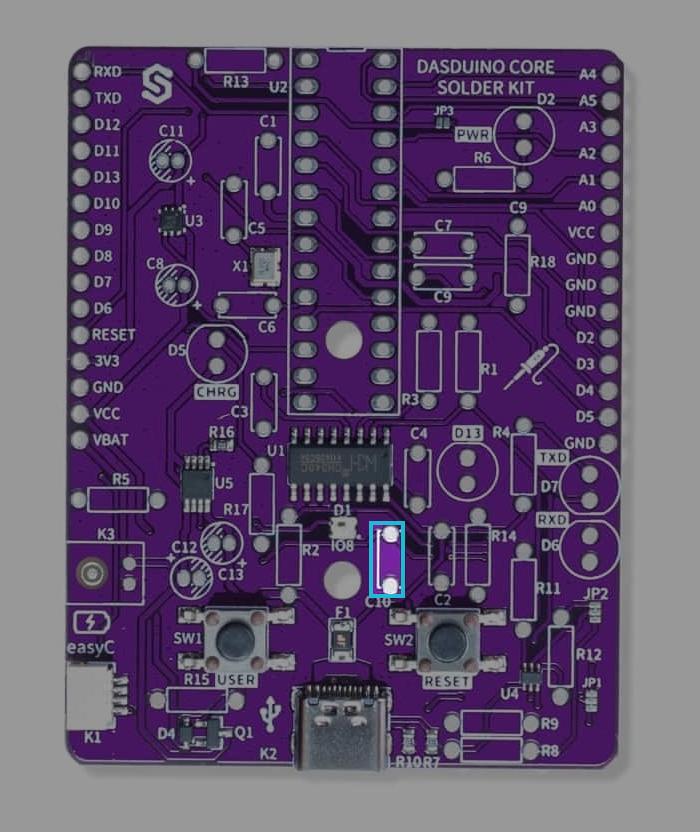 DASDUINO CORE
SOLDER KIT
RXD
TXD
D12
D11
D13
D10
D9
D8
D7
D6
RESET
3V3
GND
VCC
VBAT
A4
A5
A3
A2
A1
A0
VCC
GND
GND
GND
D2
D3
D4
D5
GND
R13
U2
JP3
D2
PWR
R6
C11
C1
+
U3
C5
C7
C9
R18
X1
C8
+
C9
C6
D5
CHRG
R3
R1
C3
R16
U1
C4
D13
R4
TXD
D7
R5
U5
R17
D1
IO8
RXD
D6
R14
K3
R2
C12
C13
C10
C2
R11
JP2
easyC
SW1
F1
SW2
R12
USER
RESET
R15
U4
JP1
K1
D4
Q1
K2
R9
R8
R10
R7